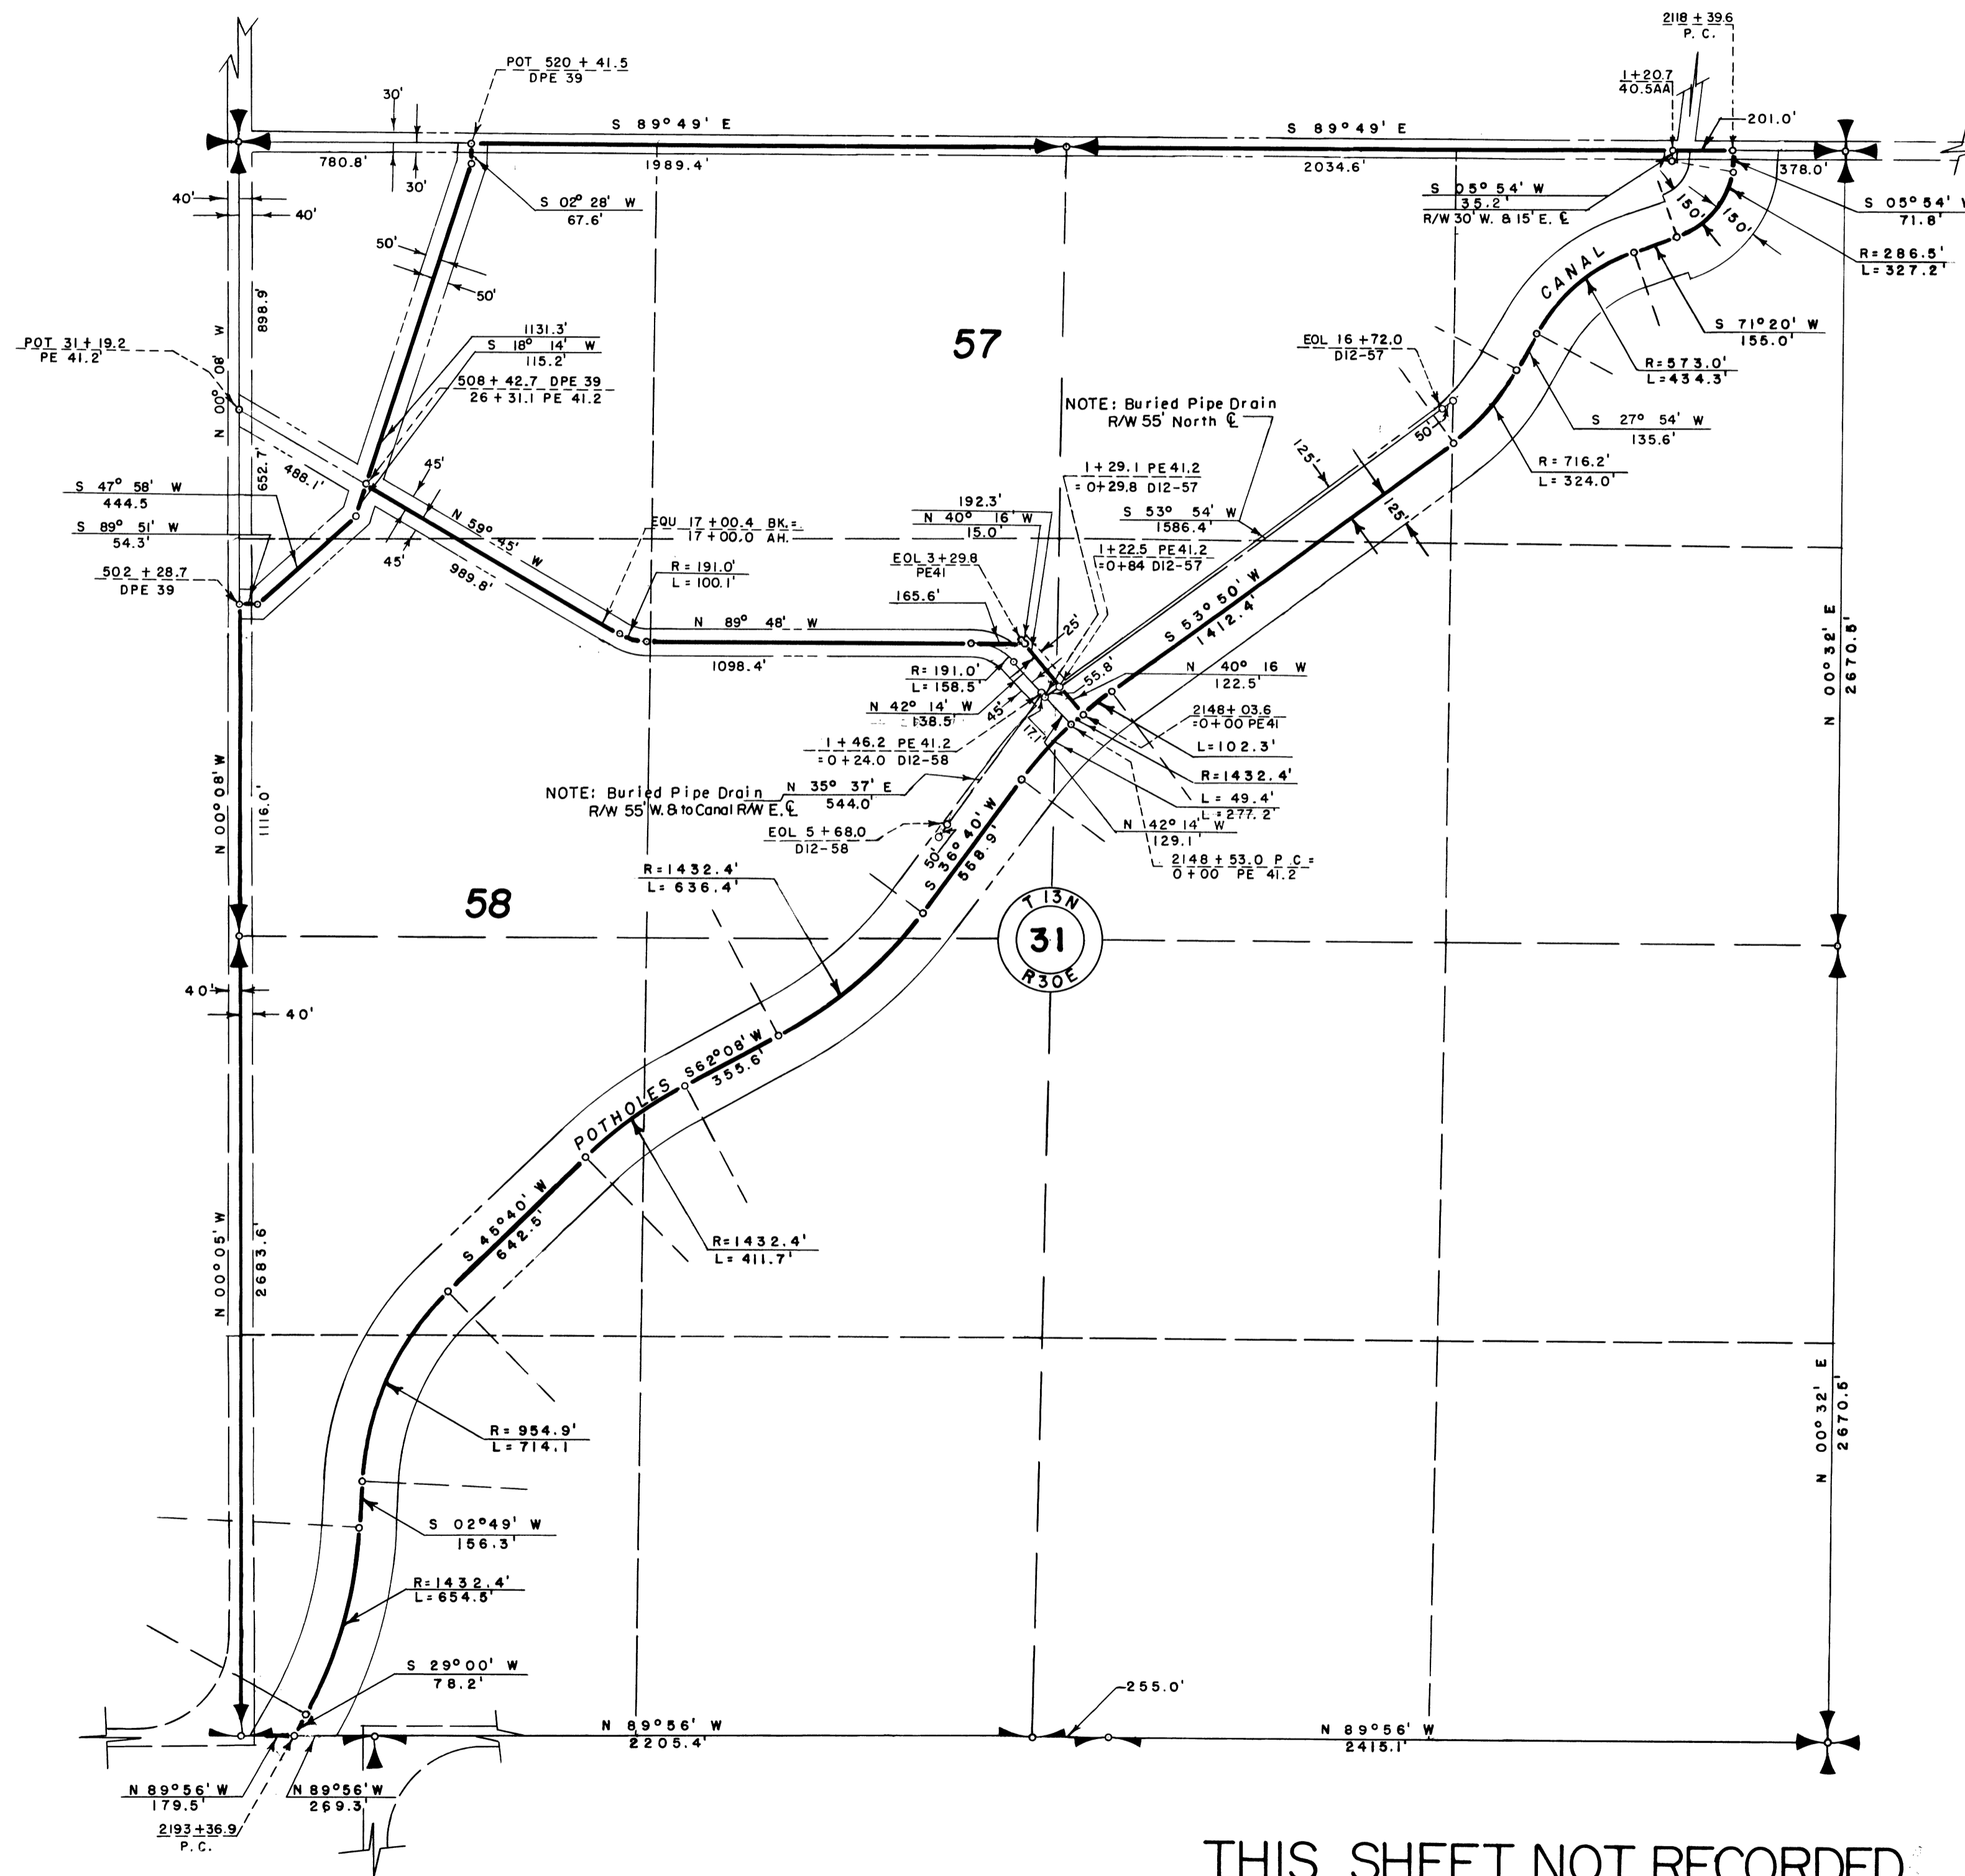 2118 + 39.6
P. C.
POT 520 + 41.5
DPE 39
1+20.7
40.5AA
30'
S 89°49' E
S 89°49' E
201.0'
780.8'
30'
1989.4'
2034.6'
378.0'
S 02° 28' W
67.6'
S 05° 54' W
35.2'
R/W 30' W. & 15' E. ℄
S 05° 54' W
71.8'
40'
40'
150'
150'
50'
50'
R=286.5'
L=327.2'
CANAL
898.9'
N 00° 08' W
POT 31+19.2
PE 41.2'
1131.3'
S 18° 14' W
115.2'
508+42.7 DPE 39
26+31.1 PE 41.2
57
EOL 16+72.0
D12-57
S 71°20' W
155.0'
R=573.0'
L=434.3'
NOTE: Buried Pipe Drain
R/W 55' North ℄
S 27° 54' W
135.6'
50'
125'
R=716.2'
L=324.0'
652.7'
488.1'
45'
S 47° 58' W
444.5
S 89° 51' W
54.3'
502 + 28.7
DPE 39
N 59° 45' W
989.8'
45'
EQU 17+00.4 BK.=
17+00.0 AH.
R = 191.0'
L = 100.1'
192.3'
N 40° 16' W
15.0'
1+29.1 PE 41.2
= 0+29.8 D12-57
S 53° 54' W
1586.4'
125'
EOL 3+29.8
PE41
1+22.5 PE41.2
=0+84 D12-57
165.6'
N 89° 48' W
1098.4'
25'
S 53° 50' W
1412.4'
N 00°32' E
2670.5'
R=191.0'
L=158.5'
55.8'
N 40° 16 W
122.5'
N 42° 14' W
138.5'
45'
17.1'
2148+03.6
=0+00 PE41
L=102.3'
1+46.2 PE 41.2
=0+24.0 D12-58
R=1432.4'
NOTE: Buried Pipe Drain
R/W 55' W. & to Canal R/W E. ℄
N 35° 37' E
544.0'
L = 49.4'
L = 277.2'
N 42° 14' W
129.1'
EOL 5+68.0
D12-58
2148+53.0 P.C =
0+00 PE 41.2
N 00°08' W
1116.0'
50'
S 36° 40' W
568.9'
R=1432.4'
L= 636.4'
58
T 13N
31
R30E
40'
40'
S62°08' W
355.6'
POTHOLES
S 45°40' W
642.5'
R=1432.4'
L= 411.7'
N 00°05' W
2683.6'
N 00°32' E
2670.5'
R= 954.9'
L= 714.1
S 02°49' W
156.3'
R=1432.4'
L=654.5'
S 29°00' W
78.2'
255.0'
N 89°56' W
2205.4'
N 89°56' W
2415.1'
N 89°56' W
179.5'
N 89°56' W
269.3'
2193+36.9
P.C.
THIS SHEET NOT RECORDED